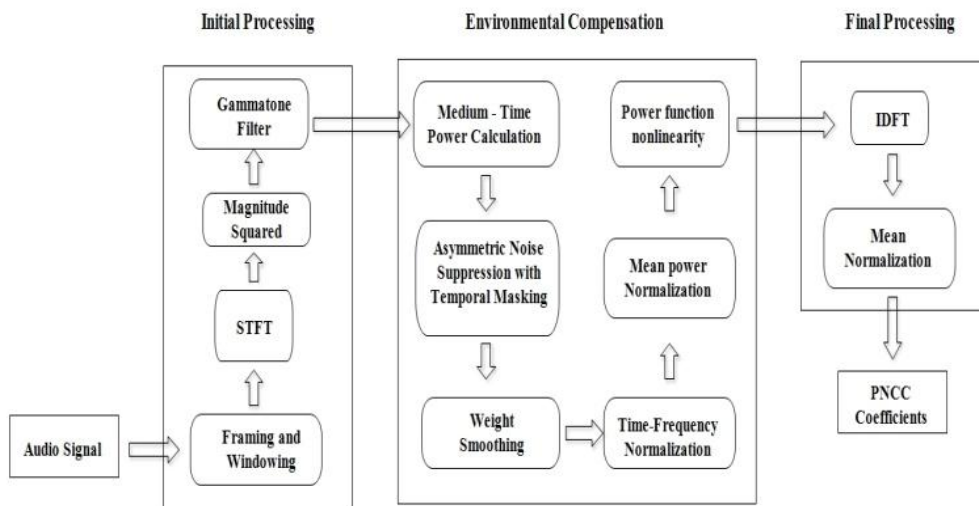 Initial Processing
Environmental Compensation
Final Processing
Gammatone
Filter
Magnitude
Squared
STFT
Framing and
Windowing
Audio Signal
Medium - Time
Power Calculation
Asymmetric Noise
Suppression with
Temporal Masking
Weight
Smoothing
Time-Frequency
Normalization
Mean power
Normalization
Power function
nonlinearity
IDFT
Mean
Normalization
PNCC
Coefficients